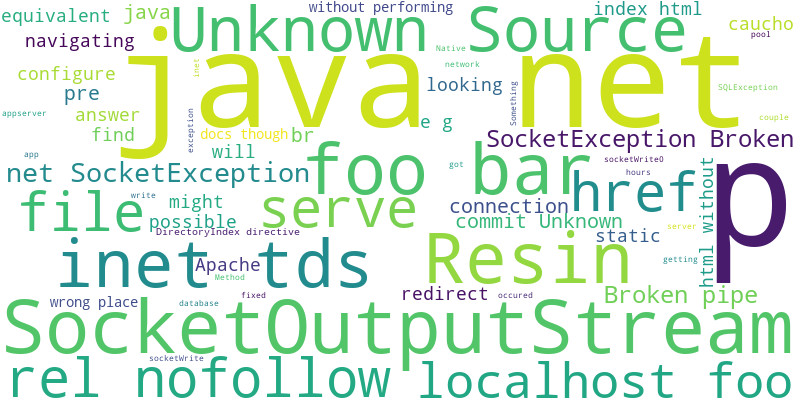 equivalent
java
Unknown Source
without performing
index html
caucho
pool
navigating
java net
Native
network
inet
configure
looking
Something
SQLException
pre
appserver
answer
e g
couple
find
exception
docs though
br
SocketException Broken
p
will
foo bar
socketWrite0
app
got
hours
net SocketException
href
html without
write
might
file
serve
connection
possible
commit Unknown
static
server
DirectoryIndex directive
inet tds
Apache
Resin
getting
Method
redirect
Broken pipe
fixed
occured
wrong place
database
SocketOutputStream
socketWrite
rel nofollow
localhost foo